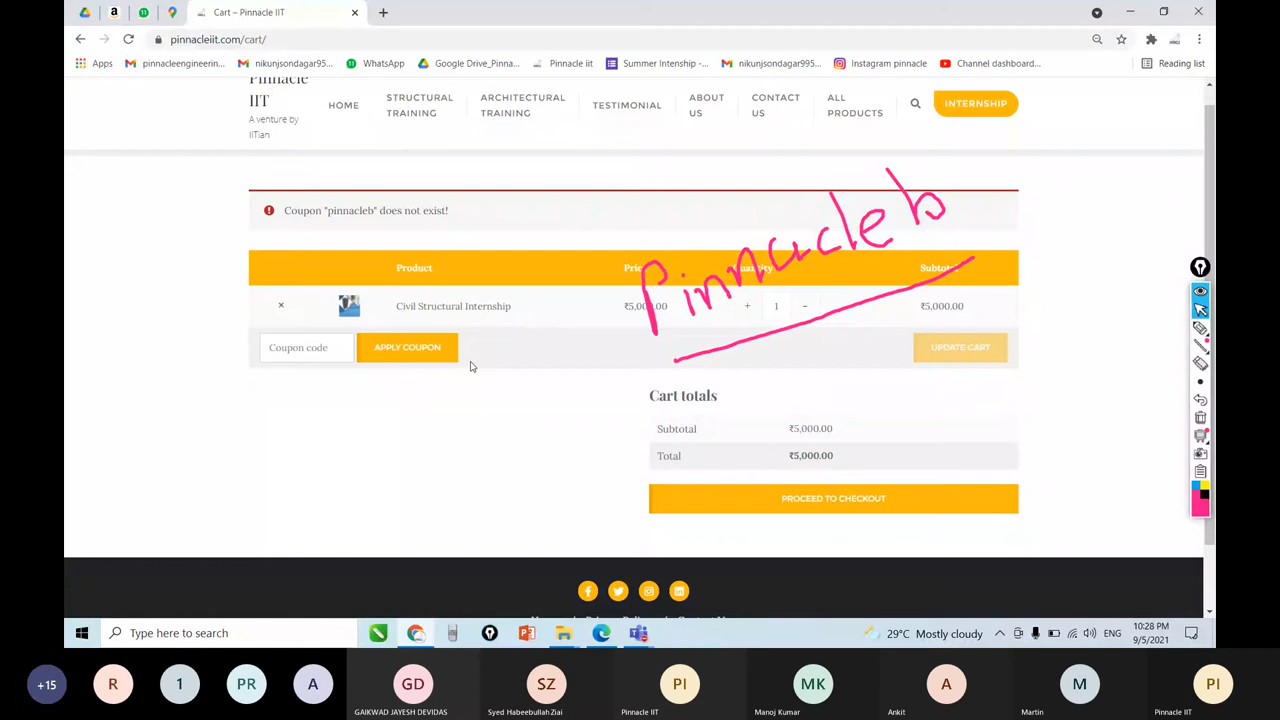 Cart – Pinnacle IIT
pinnacleiit.com/cart/
Apps
pinnacleengineerin...
nikunjsondagar95...
WhatsApp
Google Drive_Pinna...
Pinnacle iit
Summer Intenship -...
nikunjsondagar995...
Instagram pinnacle
Channel dashboard...
Reading list
Pinnacle
IIT
A venture by
IITian
HOME
STRUCTURAL
TRAINING
ARCHITECTURAL
TRAINING
TESTIMONIAL
ABOUT
US
CONTACT
US
ALL
PRODUCTS
INTERNSHIP
Coupon "pinnacleb" does not exist!
Pinnacleb
Product
Quantity
Subtotal
× Civil Structural Internship ₹5,000.00 + 1 - ₹5,000.00
Coupon code APPLY COUPON UPDATE CART
Cart totals
Subtotal ₹5,000.00
Total ₹5,000.00
PROCEED TO CHECKOUT
Type here to search
29°C Mostly cloudy
ENG
10:28 PM
9/5/2021
+15
R
1
PR
A
GD
GAIKWAD JAYESH DEVIDAS
SZ
Syed Habeebullah Ziai
PI
Pinnacle IIT
MK
Manoj Kumar
A
Ankit
M
Martin
PI
Pinnacle IIT